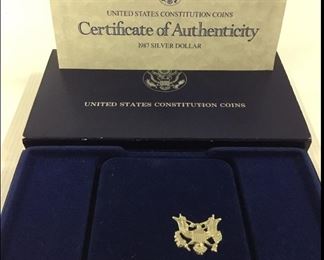 UNITED STATES CONSTITUTION COINS
Certificate of Authenticity
1987 SILVER DOLLAR
UNITED STATES CONSTITUTION COINS